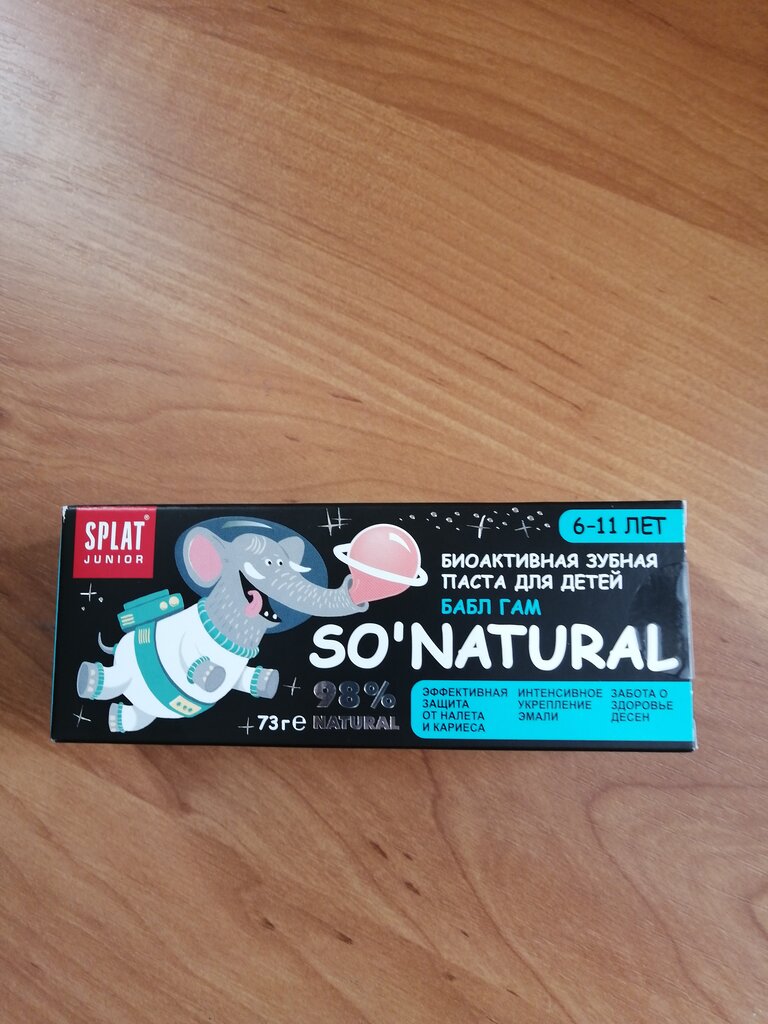 SPLAT®
JUNIOR
6-11 ЛЕТ
БИОАКТИВНАЯ ЗУБНАЯ
ПАСТА ДЛЯ ДЕТЕЙ
БАБЛ ГАМ
SO'NATURAL
98%
NATURAL
73г℮
ЭФФЕКТИВНАЯ
ЗАЩИТА
ОТ НАЛЕТА
И КАРИЕСА
ИНТЕНСИВНОЕ
УКРЕПЛЕНИЕ
ЭМАЛИ
ЗАБОТА О
ЗДОРОВЬЕ
ДЕСЕН